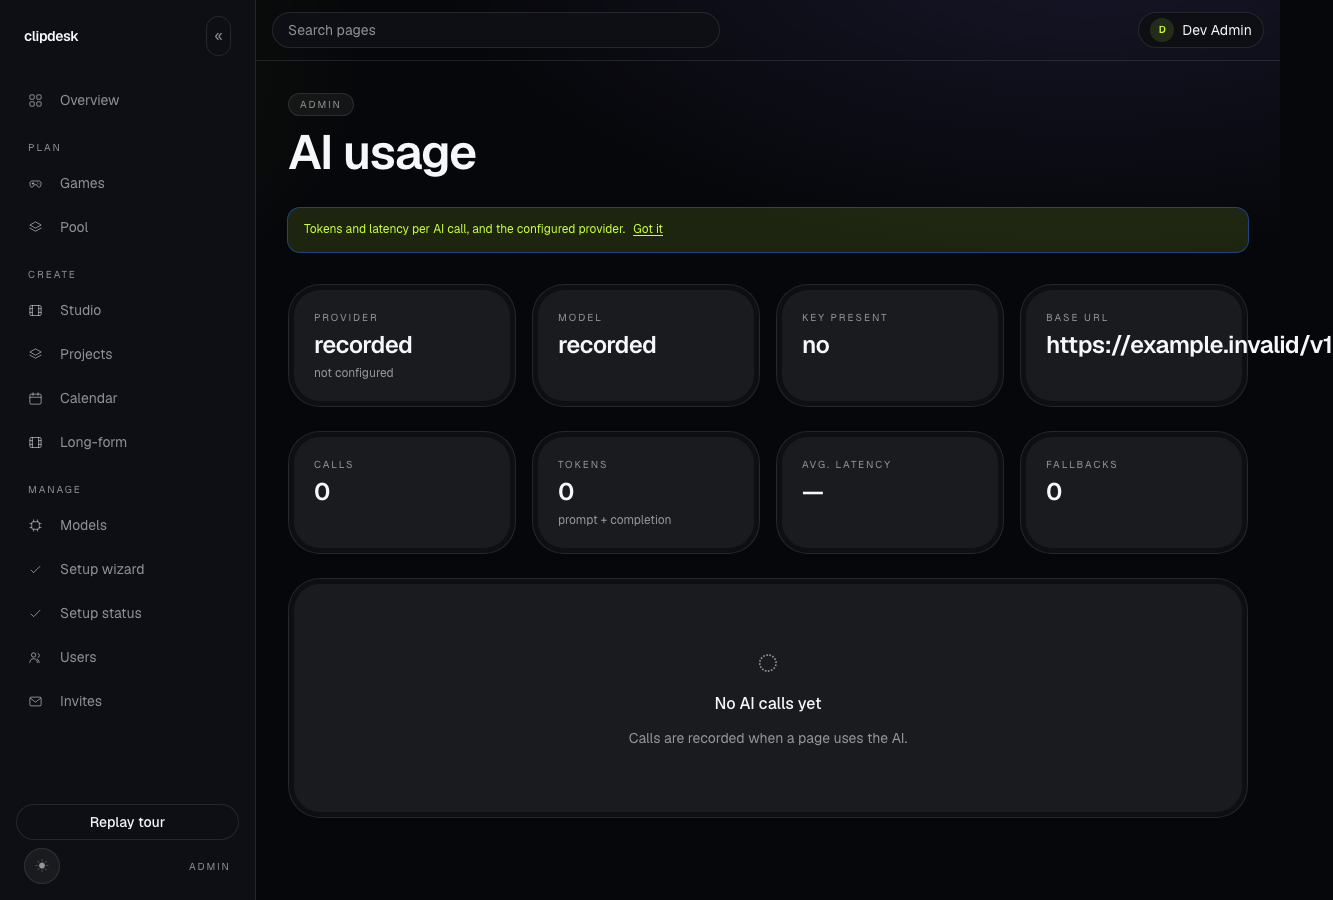 clipdesk
«
Search pages
D
Dev Admin
Overview
PLAN
Games
Pool
CREATE
Studio
Projects
Calendar
Long-form
MANAGE
Models
Setup wizard
Setup status
Users
Invites
Replay tour
ADMIN
ADMIN
AI usage
Tokens and latency per AI call, and the configured provider. Got it
PROVIDER
recorded
not configured
MODEL
recorded
KEY PRESENT
no
BASE URL
https://example.invalid/v1
CALLS
0
TOKENS
0
prompt + completion
AVG. LATENCY
—
FALLBACKS
0
No AI calls yet
Calls are recorded when a page uses the AI.